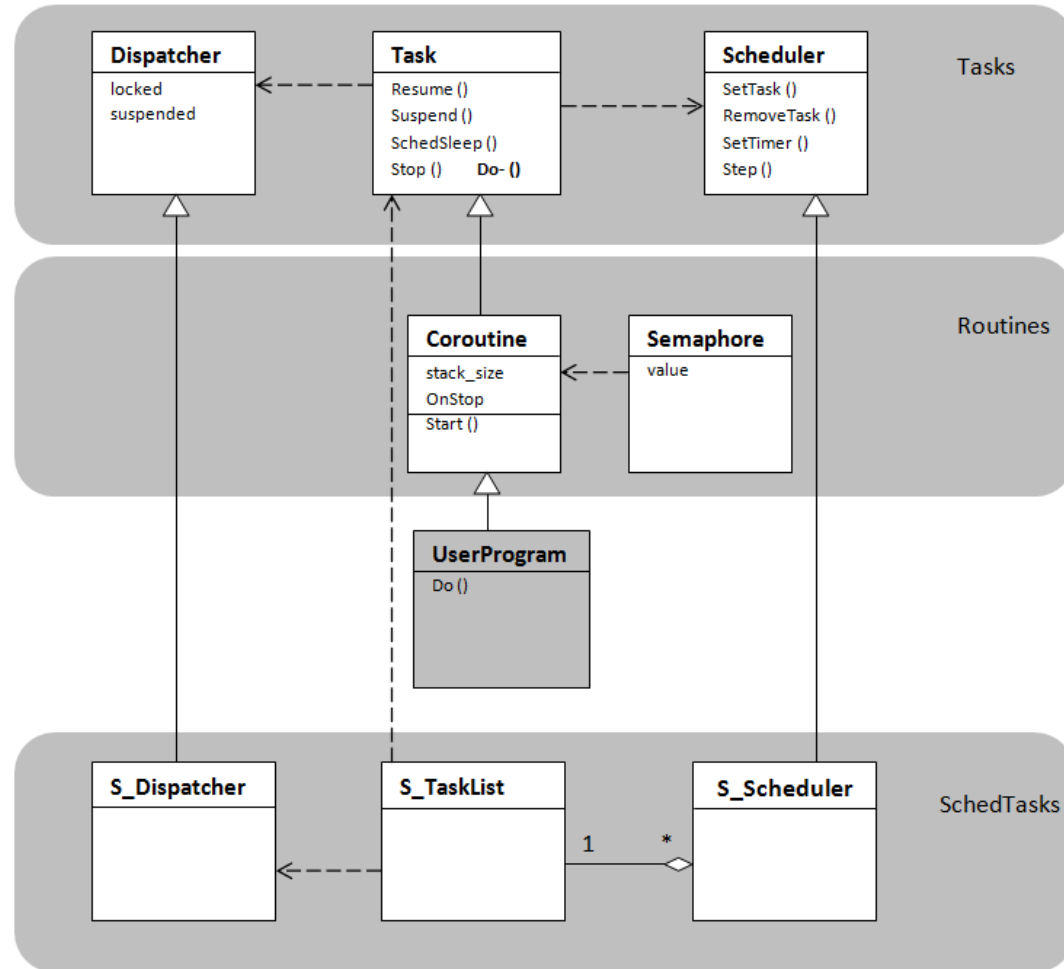 Tasks
Dispatcher
locked
suspended
Task
Resume ()
Suspend ()
SchedSleep ()
Stop () Do- ()
Scheduler
SetTask ()
RemoveTask ()
SetTimer ()
Step ()
Routines
Coroutine
stack_size
OnStop
Start ()
Semaphore
value
UserProgram
Do ()
SchedTasks
S_Dispatcher
S_TaskList
1 *
S_Scheduler